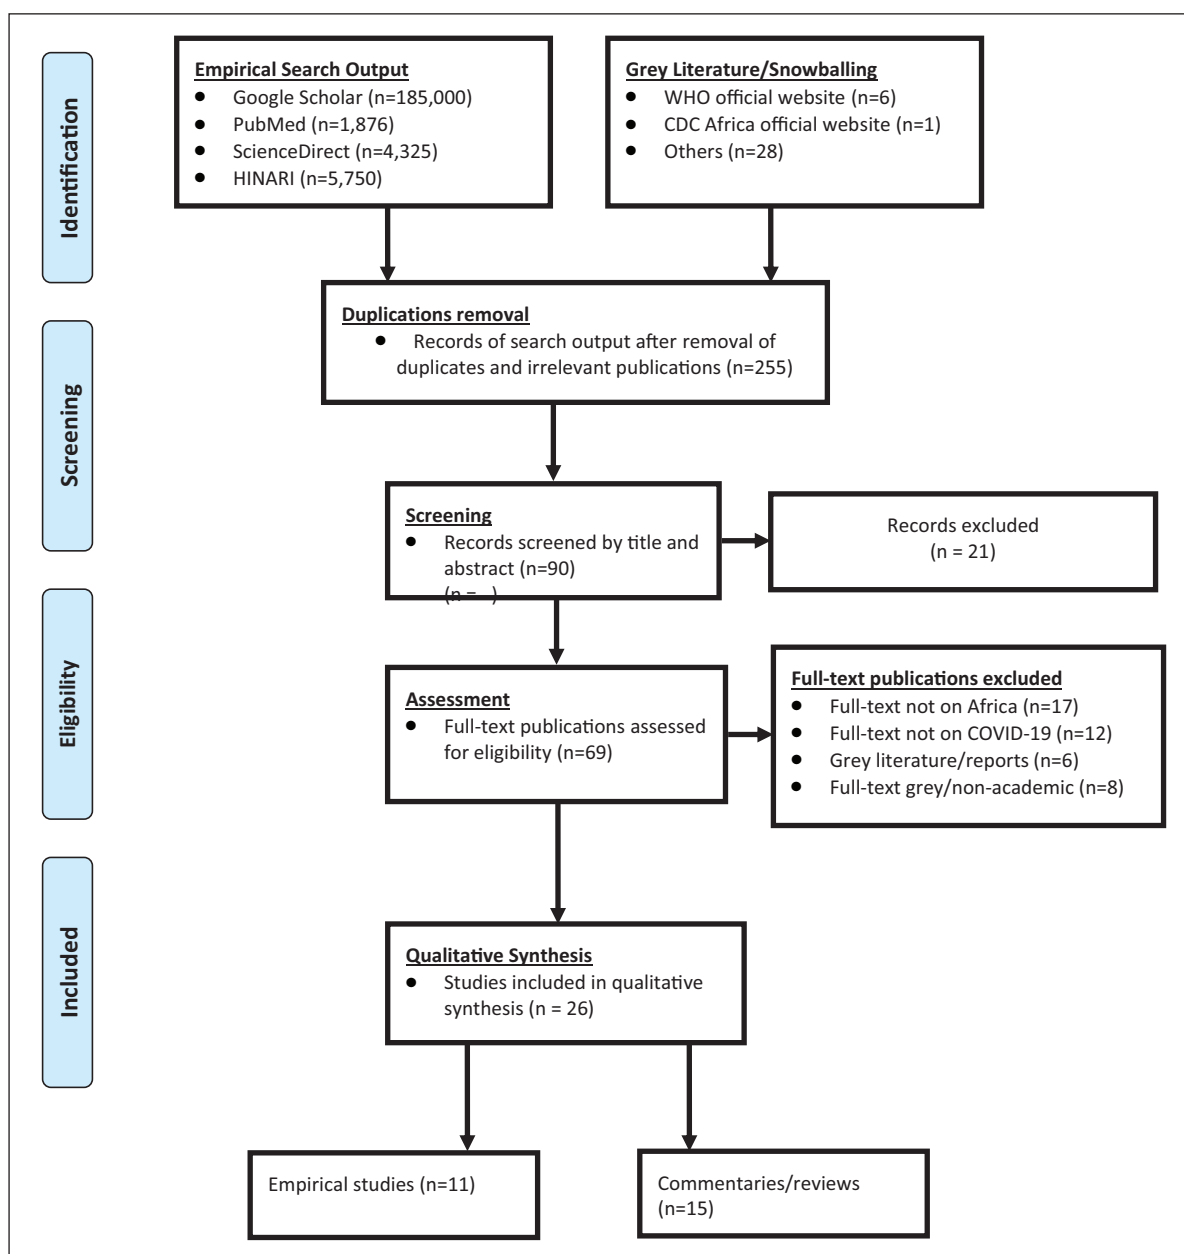 Identification
Empirical Search Output
● Google Scholar (n=185,000)
● PubMed (n=1,876)
● ScienceDirect (n=4,325)
● HINARI (n=5,750)
Grey Literature/Snowballing
● WHO official website (n=6)
● CDC Africa official website (n=1)
● Others (n=28)
Duplications removal
● Records of search output after removal of
duplicates and irrelevant publications (n=255)
Screening
Screening
● Records screened by title and
abstract (n=90)
(n = )
Records excluded
(n = 21)
Eligibility
Assessment
● Full-text publications assessed
for eligibility (n=69)
Full-text publications excluded
● Full-text not on Africa (n=17)
● Full-text not on COVID-19 (n=12)
● Grey literature/reports (n=6)
● Full-text grey/non-academic (n=8)
Included
Qualitative Synthesis
● Studies included in qualitative
synthesis (n = 26)
Empirical studies (n=11)
Commentaries/reviews
(n=15)